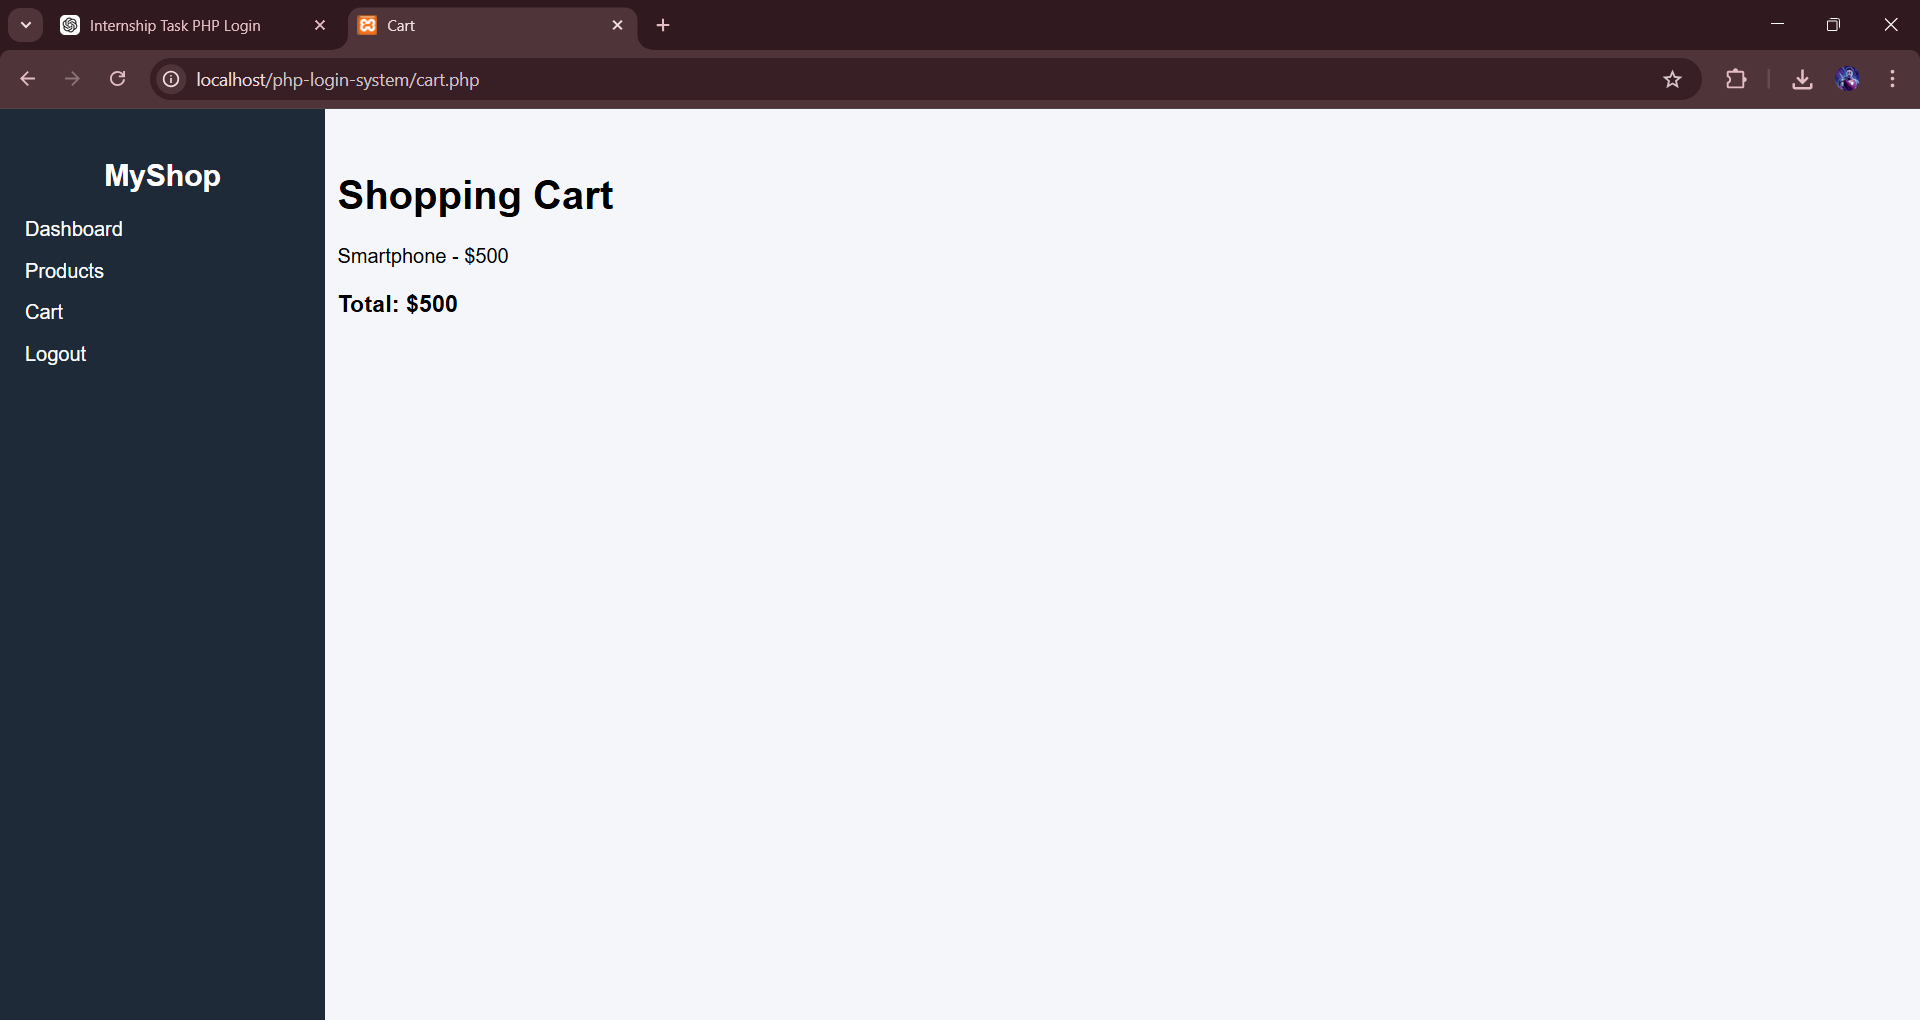 Internship Task PHP Login
Cart
localhost/php-login-system/cart.php
MyShop
Dashboard
Products
Cart
Logout
Shopping Cart
Smartphone - $500
Total: $500